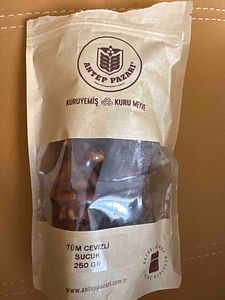 ANTEP PAZARI
KURUYEMİŞ KURU MEYVE
TÜM CEVİZLİ
SUCUK
250 GR
www.anteppazari.com.tr